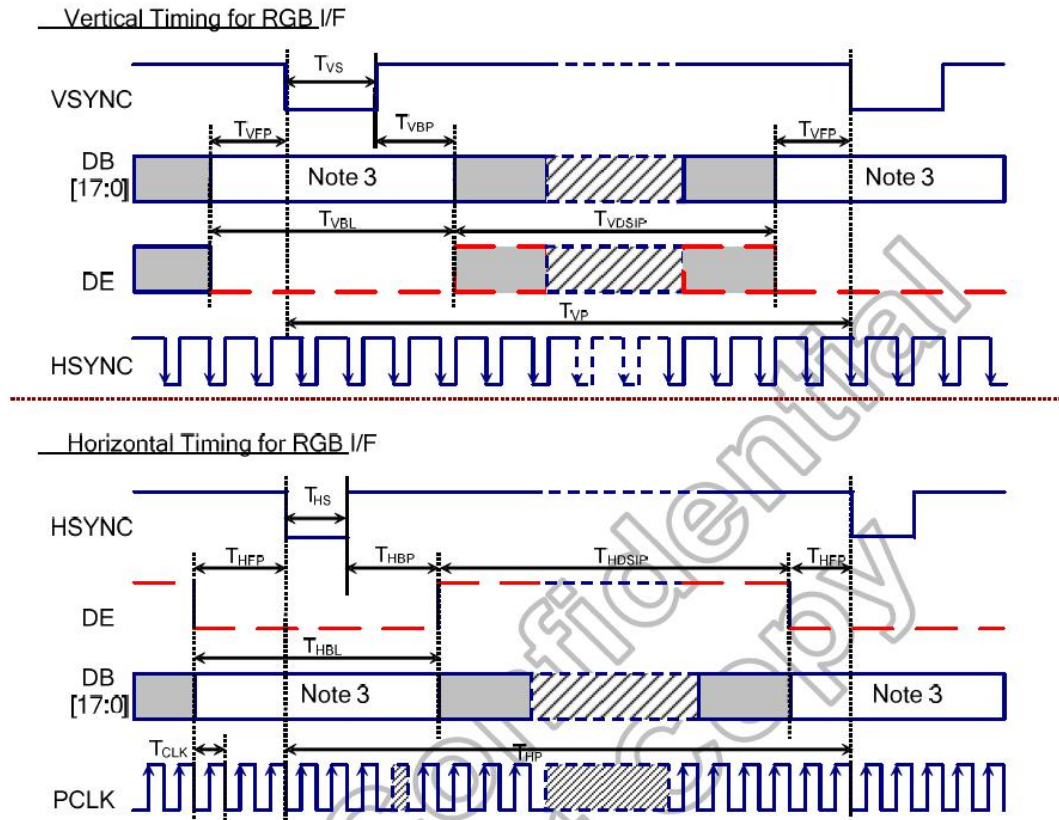 Vertical Timing for RGB I/F
TVS
VSYNC
TVFP
TVBP
TVFP
DB
[17:0]
Note 3
Note 3
TVBL
TVDSIP
DE
TVP
HSYNC
Horizontal Timing for RGB I/F
THS
HSYNC
THFP
THBP
THDSIP
THFP
DE
THBL
DB
[17:0]
Note 3
Note 3
TCLK
THP
PCLK
Confidential
Copy